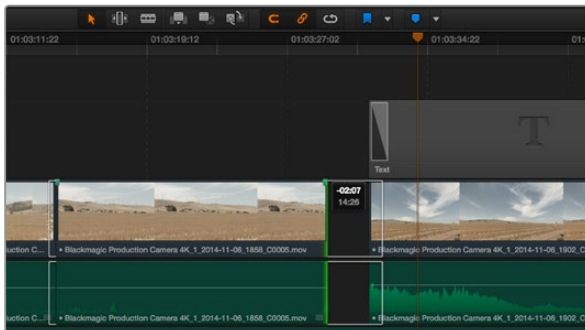 01:03:11:22 01:03:19:12 01:03:27:02 01:03:34:22 01:
T
Text
-02:07
14:26
uction C... • Blackmagic Production Camera 4K_1_2014-11-06_1858_C0005.mov • Blackmagic Production Camera 4K_1_2014-11-06_1902_C
uction C... • Blackmagic Production Camera 4K_1_2014-11-06_1858_C0005.mov • Blackmagic Production Camera 4K_1_2014-11-06_1902_C